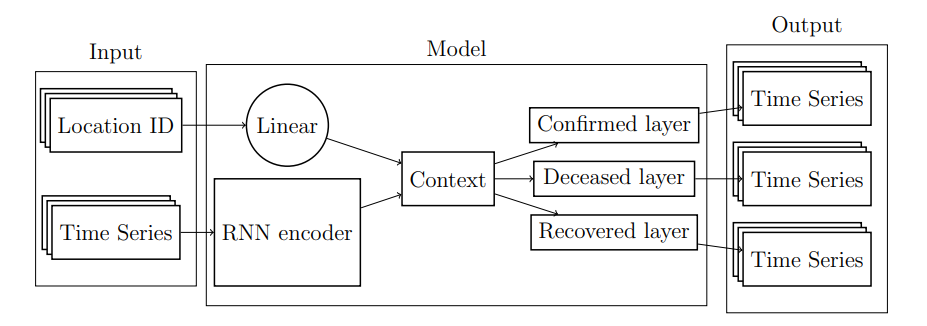 Input
Location ID
Time Series
Model
Linear
RNN encoder
Context
Confirmed layer
Deceased layer
Recovered layer
Output
Time Series
Time Series
Time Series